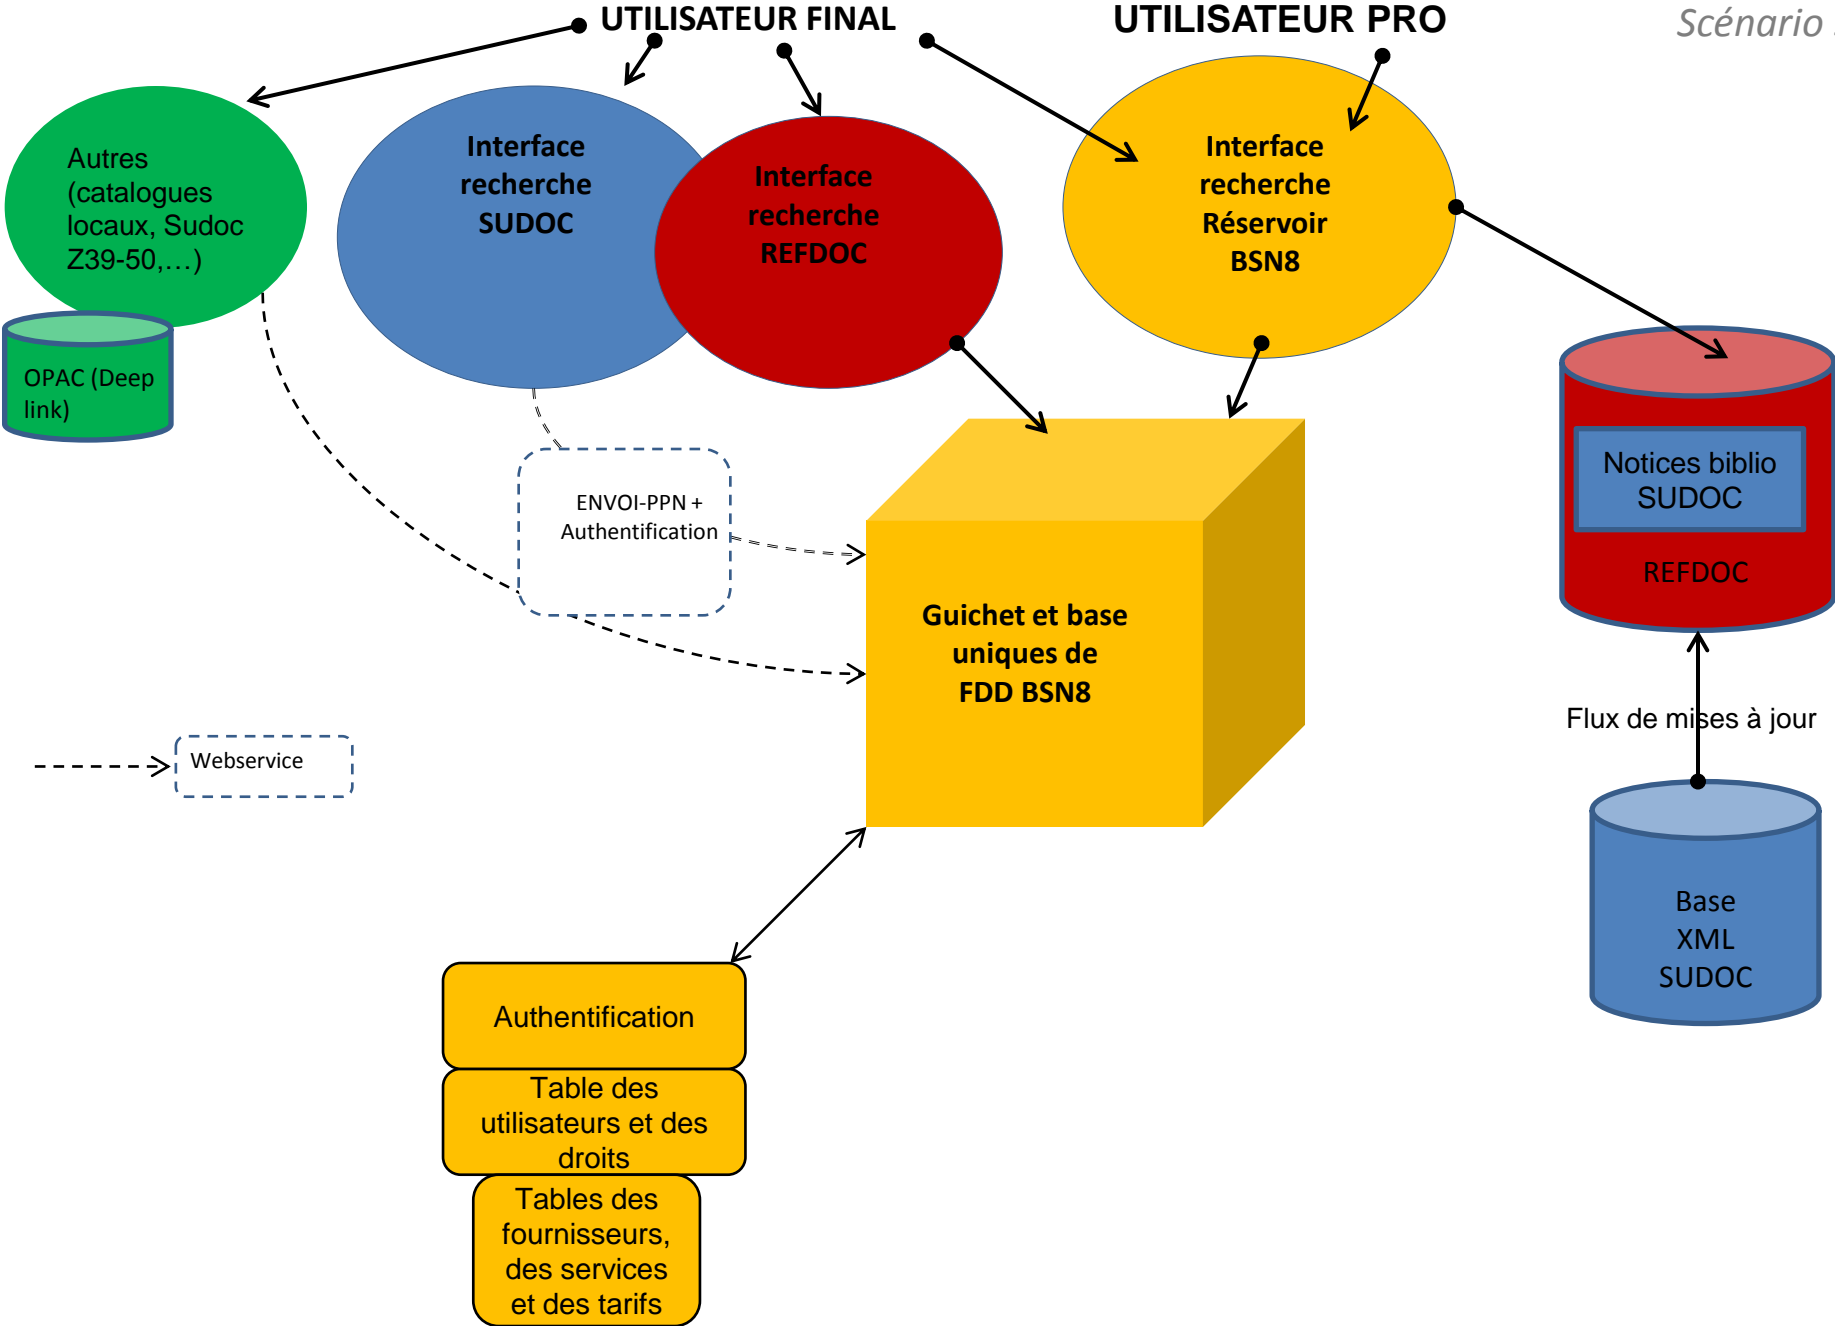 UTILISATEUR FINAL
UTILISATEUR PRO
Scénario
Autres
(catalogues
locaux, Sudoc
Z39-50,…)
OPAC (Deep
link)
Interface
recherche
SUDOC
Interface
recherche
REFDOC
Interface
recherche
Réservoir
BSN8
Notices biblio
SUDOC
REFDOC
ENVOI-PPN +
Authentification
Guichet et base
uniques de
FDD BSN8
Flux de mises à jour
Webservice
Base
XML
SUDOC
Authentification
Table des
utilisateurs et des
droits
Tables des
fournisseurs,
des services
et des tarifs